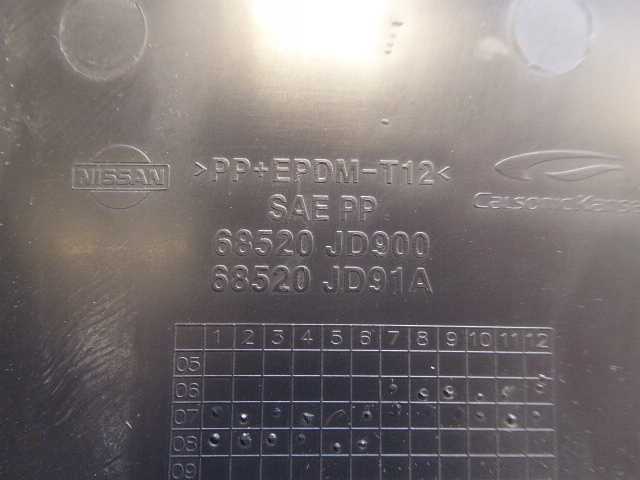 NISSAN
>PP+EPDM-T12<
SAE PP
68520 JD900
68520 JD91A
CalsonicKanse
1 2 3 4 5 6 7 8 9 10 11 12
05
06
07
08
09